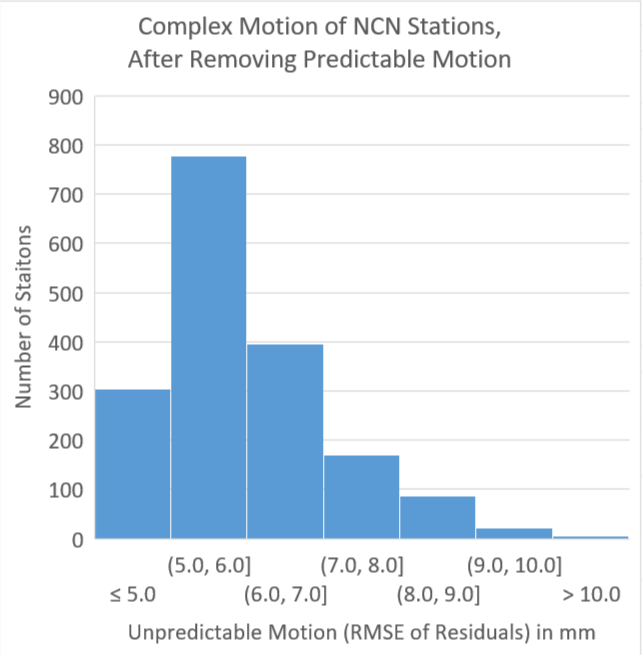 Complex Motion of NCN Stations,
After Removing Predictable Motion
900
800
700
600
500
400
300
200
100
0
Number of Staitons
(5.0, 6.0] (7.0, 8.0] (9.0, 10.0]
≤ 5.0 (6.0, 7.0] (8.0, 9.0] > 10.0
Unpredictable Motion (RMSE of Residuals) in mm